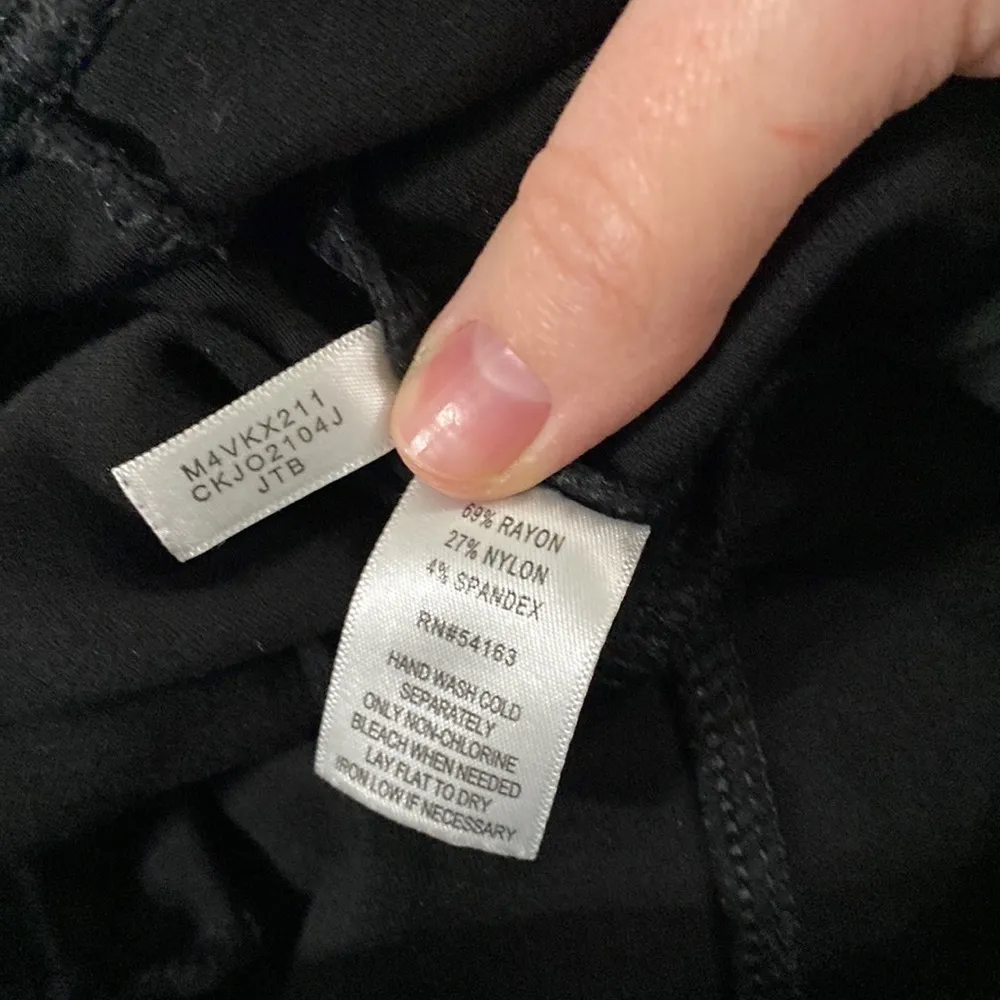 M4VKX211
CKJO2104J
JTB
69% RAYON
27% NYLON
4% SPANDEX
RN#54163
HAND WASH COLD
SEPARATELY
ONLY NON-CHLORINE
BLEACH WHEN NEEDED
LAY FLAT TO DRY
IRON LOW IF NECESSARY